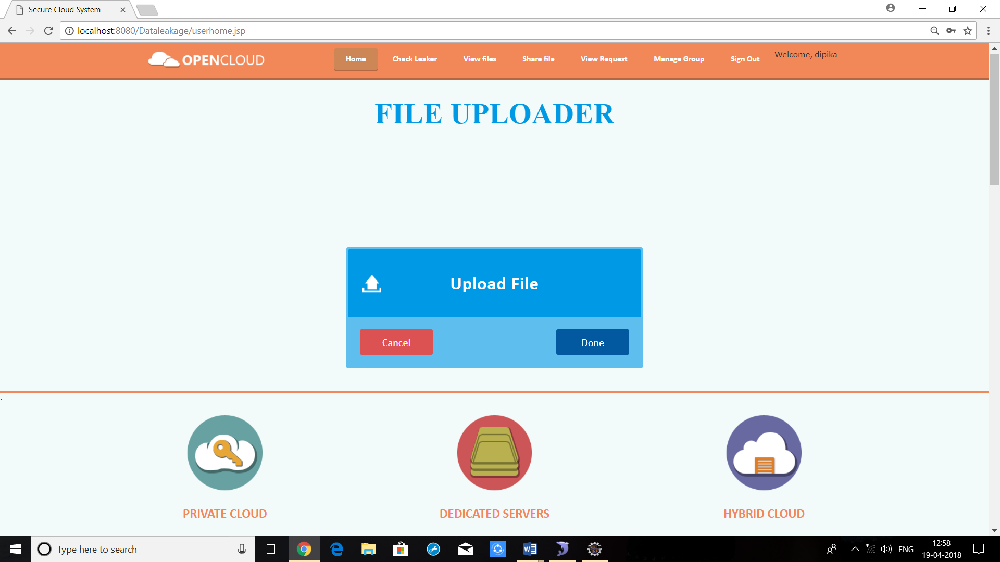 Secure Cloud System
localhost:8080/Dataleakage/userhome.jsp
OPENCLOUD
Home Check Leaker View files Share file View Request Manage Group Sign Out Welcome, dipika
FILE UPLOADER
Upload File
Cancel Done
.
PRIVATE CLOUD DEDICATED SERVERS HYBRID CLOUD
Type here to search
ENG
12:58
19-04-2018